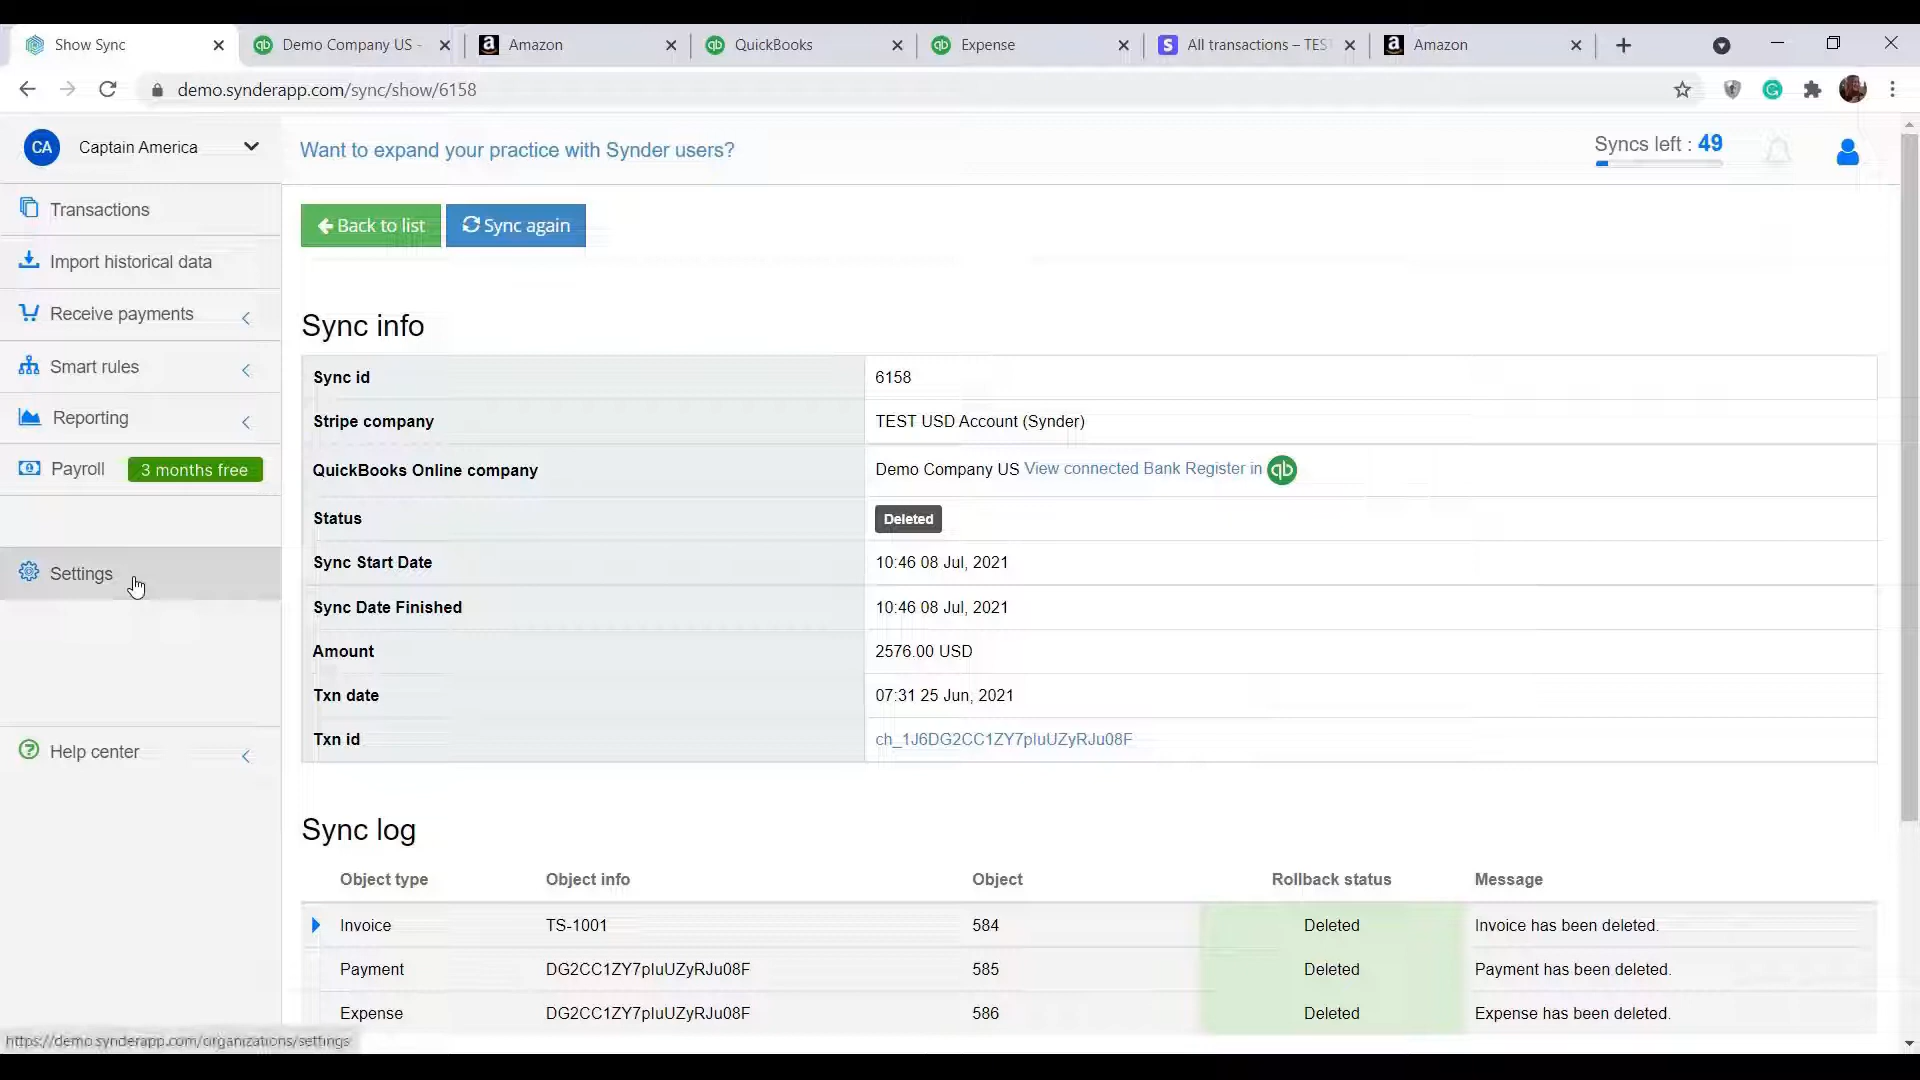 Show Sync
Demo Company US -
Amazon
QuickBooks
Expense
All transactions – TEST
Amazon
demo.synderapp.com/sync/show/6158
CA
Captain America
Want to expand your practice with Synder users?
Syncs left : 49
Transactions
Import historical data
Receive payments
Smart rules
Reporting
Payroll
3 months free
Settings
Help center
Back to list
Sync again
Sync info
Sync id
6158
Stripe company
TEST USD Account (Synder)
QuickBooks Online company
Demo Company US View connected Bank Register in qb
Status
Deleted
Sync Start Date
10:46 08 Jul, 2021
Sync Date Finished
10:46 08 Jul, 2021
Amount
2576.00 USD
Txn date
07:31 25 Jun, 2021
Txn id
ch_1J6DG2CC1ZY7pluUZyRJu08F
Sync log
Object type
Object info
Object
Rollback status
Message
Invoice
TS-1001
584
Deleted
Invoice has been deleted.
Payment
DG2CC1ZY7pluUZyRJu08F
585
Deleted
Payment has been deleted.
Expense
DG2CC1ZY7pluUZyRJu08F
586
Deleted
Expense has been deleted.
https://demo.synderapp.com/organizations/settings